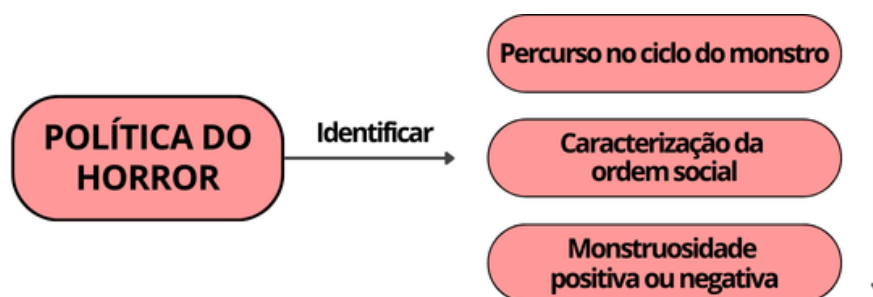 POLÍTICA DO
HORROR
Identificar
Percurso no ciclo do monstro
Caracterização da
ordem social
Monstruosidade
positiva ou negativa